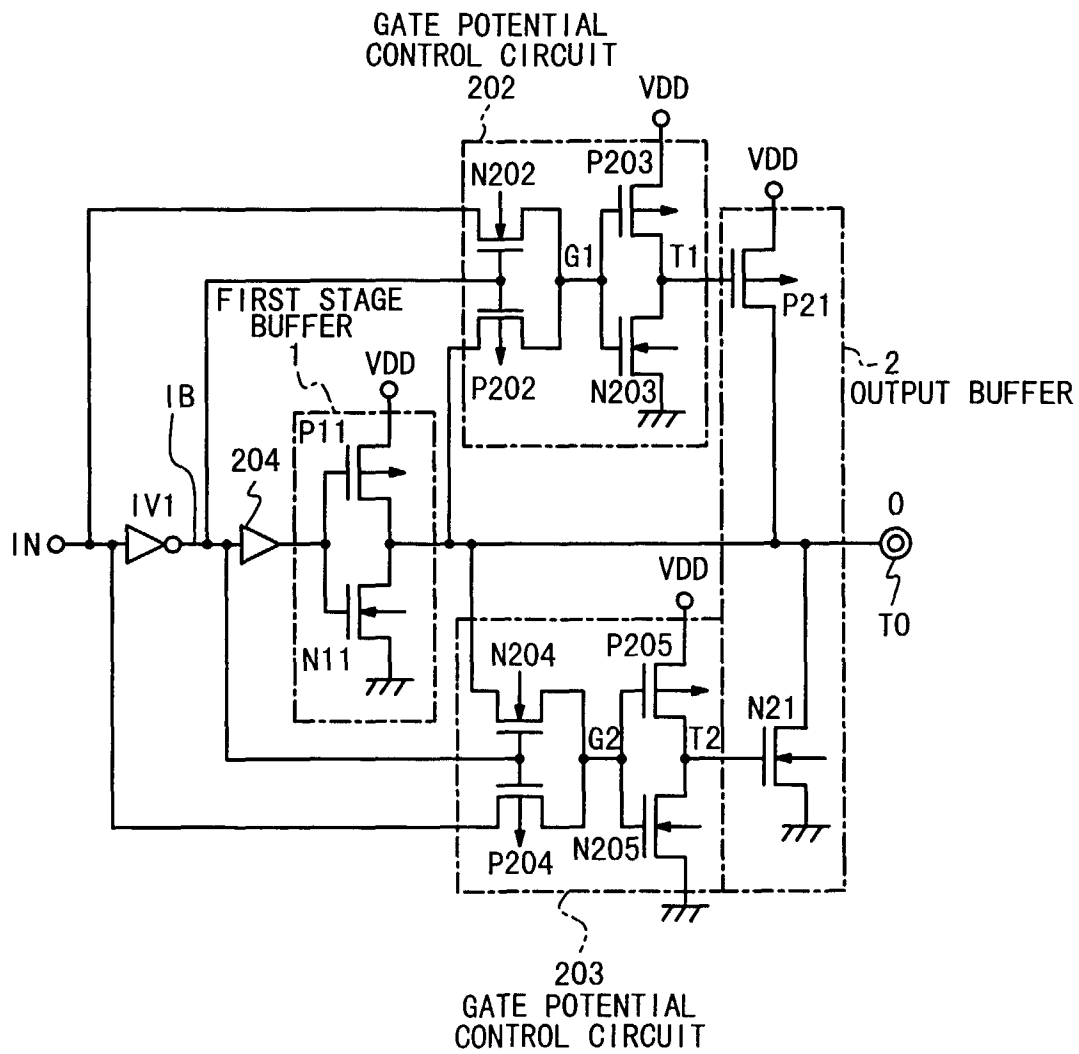 GATE POTENTIAL
CONTROL CIRCUIT
202
VDD
P203
VDD
N202
G1
T1
P21
FIRST STAGE
BUFFER
1
VDD
P202
N203
2
OUTPUT BUFFER
IB
P11
204
IV1
IN
O
TO
VDD
N11
N204
P205
N21
G2
T2
P204
N205
203
GATE POTENTIAL
CONTROL CIRCUIT